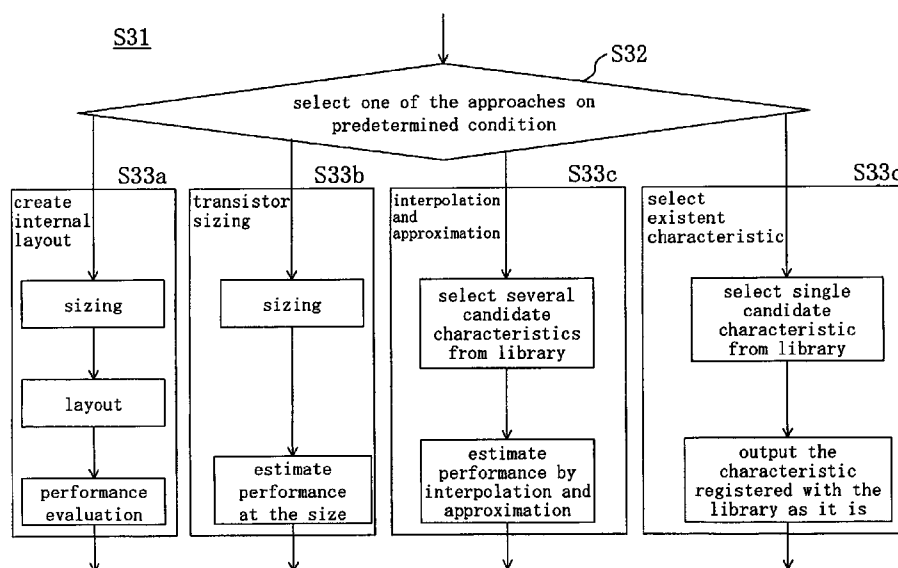 S31
S32
select one of the approaches on
predetermined condition
S33a
S33b
S33c
S33d
create
internal
layout
transistor
sizing
interpolation
and
approximation
select
existent
characteristic
sizing
sizing
select several
candidate
characteristics
from library
select single
candidate
characteristic
from library
layout
performance
evaluation
estimate
performance
at the size
estimate
performance by
interpolation and
approximation
output the
characteristic
registered with the
library as it is